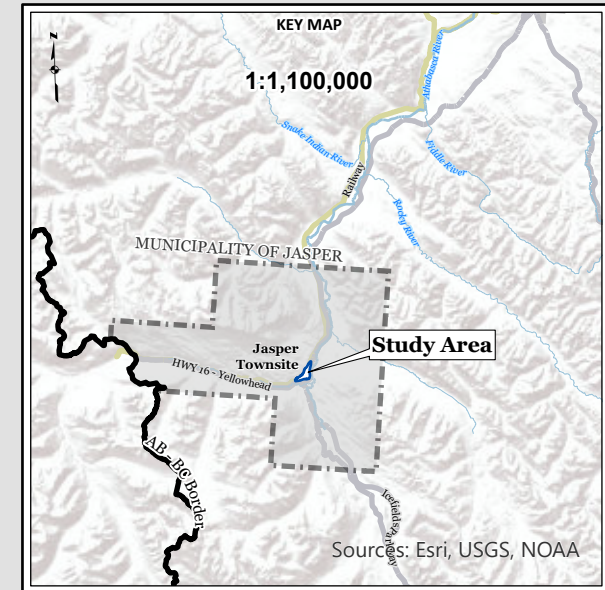 KEY MAP
z
1:1,100,000
Athabasca River
Snake Indian River
Fiddle River
Railway
Rocky River
MUNICIPALITY OF JASPER
Jasper
Townsite
Study Area
HWY 16 - Yellowhead
AB - BC Border
Icefields Parkway
Sources: Esri, USGS, NOAA